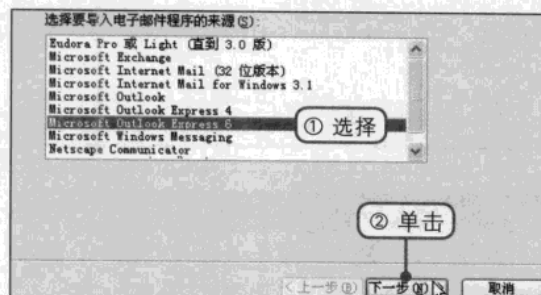 选择要导入电子邮件程序的来源(S):
Eudora Pro 或 Light (直到 3.0 版)
Microsoft Exchange
Microsoft Internet Mail (32 位版本)
Microsoft Internet Mail for Windows 3.1
Microsoft Outlook
Microsoft Outlook Express 4
Microsoft Outlook Express 6
① 选择
Microsoft Windows Messaging
Netscape Communicator
② 单击
<上一步(B) 下一步(N)> 取消